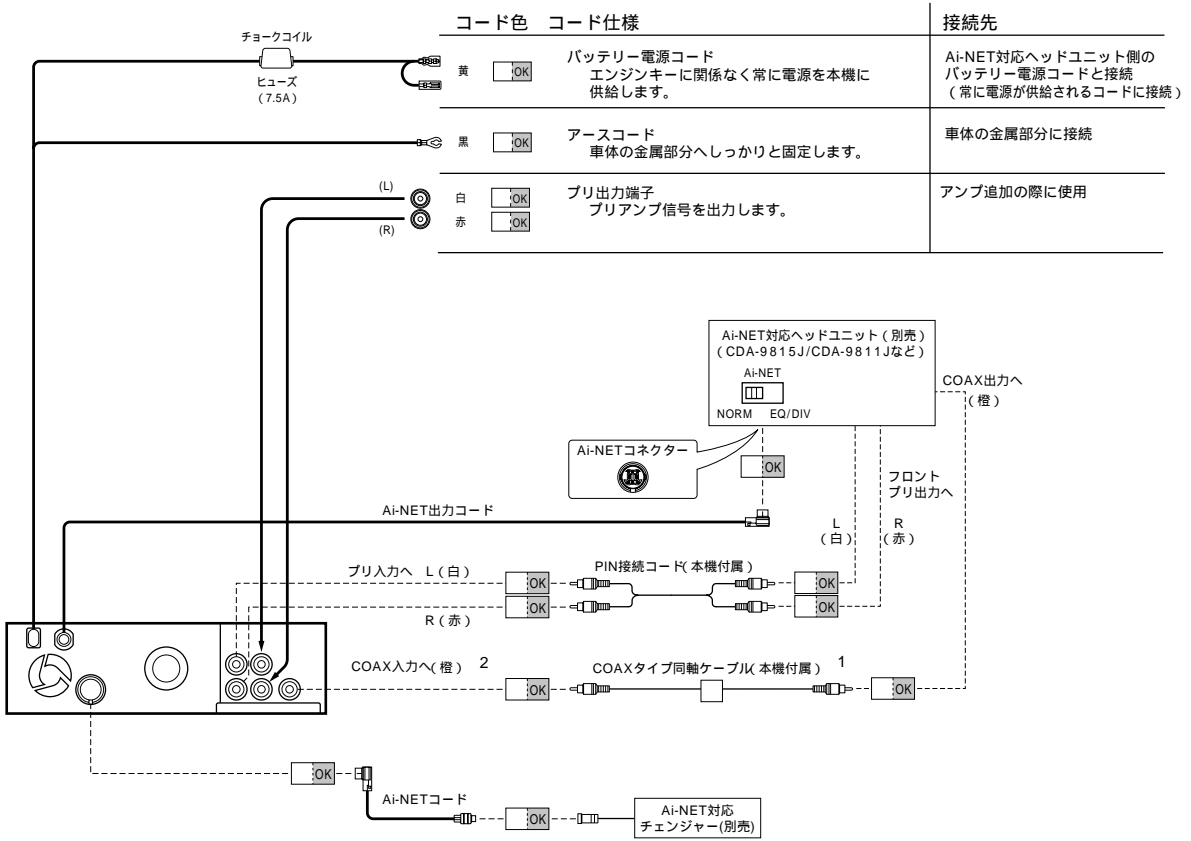 コード色 コード仕様 接続先
チョークコイル
ヒューズ
（7.5A）
黄 OK
バッテリー電源コード
エンジンキーに関係なく常に電源を本機に
供給します。
Ai-NET対応ヘッドユニット側の
バッテリー電源コードと接続
（常に電源が供給されるコードに接続）
黒 OK
アースコード
車体の金属部分へしっかりと固定します。
車体の金属部分に接続
(L)
白 OK
(R)
赤 OK
プリ出力端子
プリアンプ信号を出力します。
アンプ追加の際に使用
Ai-NET対応ヘッドユニット（別売）
（CDA-9815J/CDA-9811Jなど）
Ai-NET
NORM EQ/DIV
COAX出力へ
（橙）
Ai-NETコネクター
OK
フロント
プリ出力へ
L
（白）
R
（赤）
Ai-NET出力コード
プリ入力へ L（白）
OK
PIN接続コード（本機付属）
OK
R（赤）
OK
OK
COAX入力へ（橙） 2
OK
COAXタイプ同軸ケーブル（本機付属） 1
OK
OK
Ai-NETコード
OK
Ai-NET対応
チェンジャー(別売)